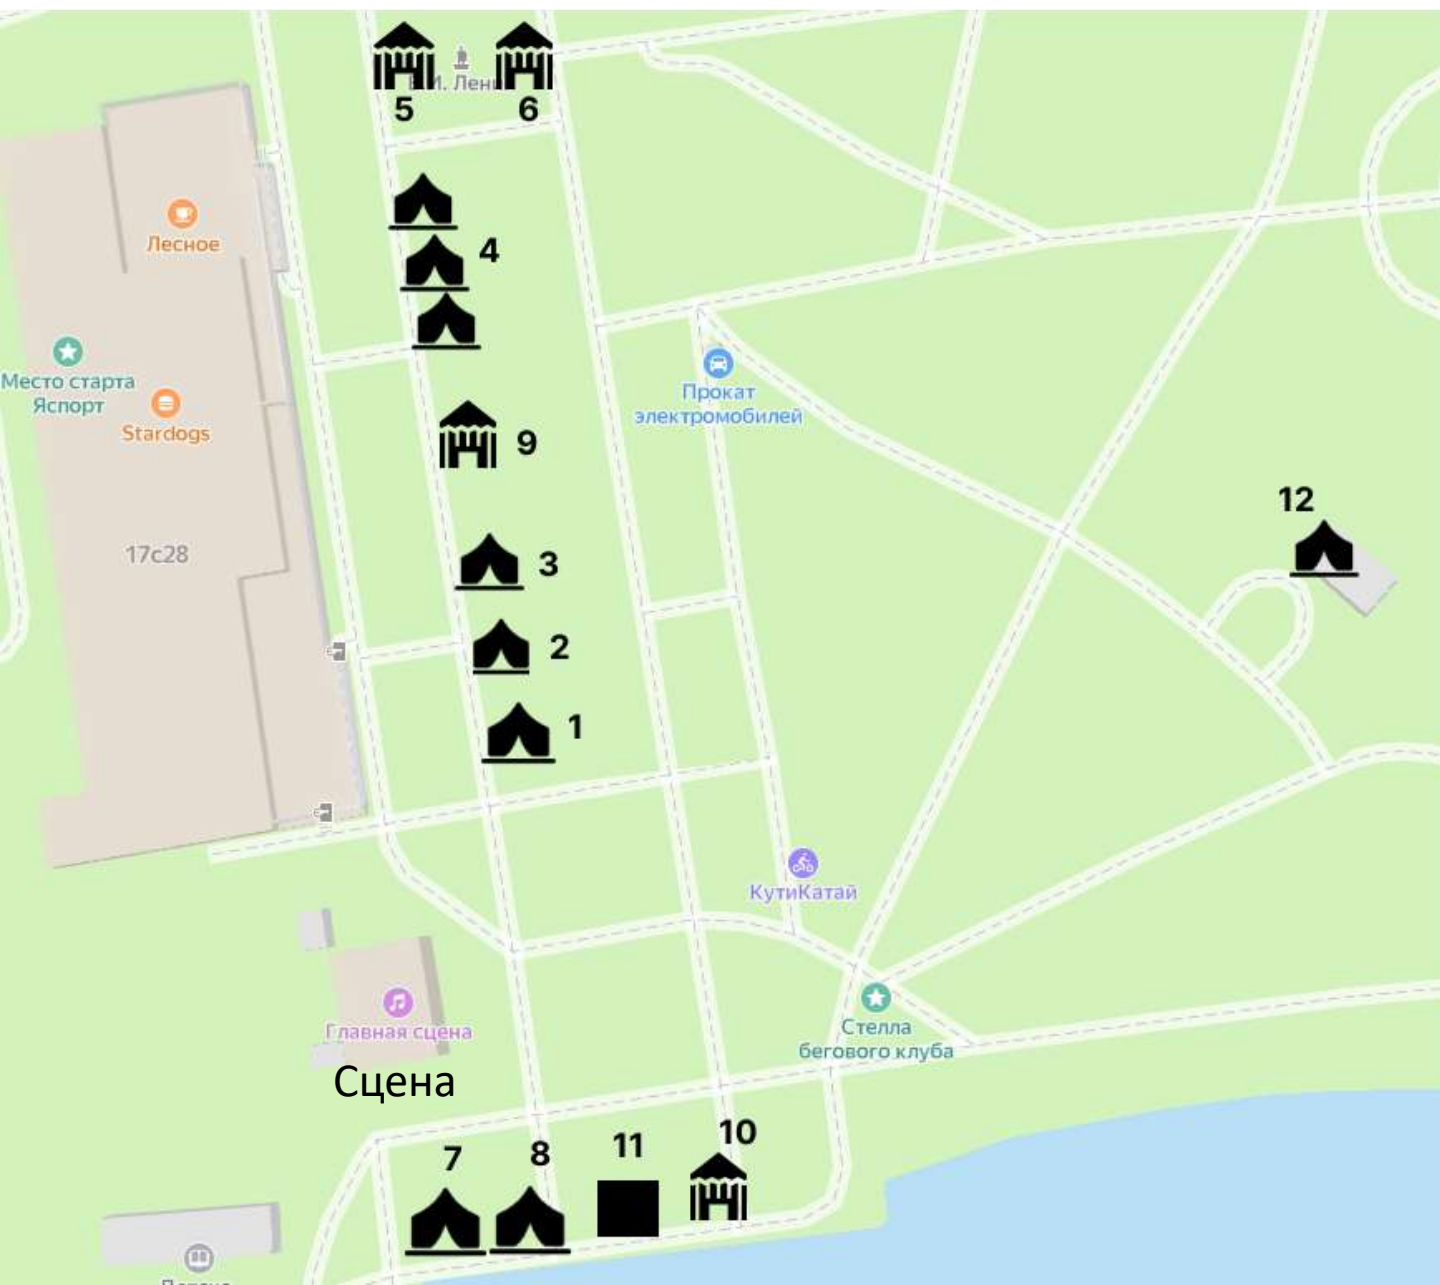 5
6
И. Лени
4
Лесное
Место старта
Яспорт
Stardogs
Прокат
электромобилей
9
12
17с28
3
2
1
КутиКатай
Главная сцена
Стелла
бегового клуба
Сцена
7
8
11
10